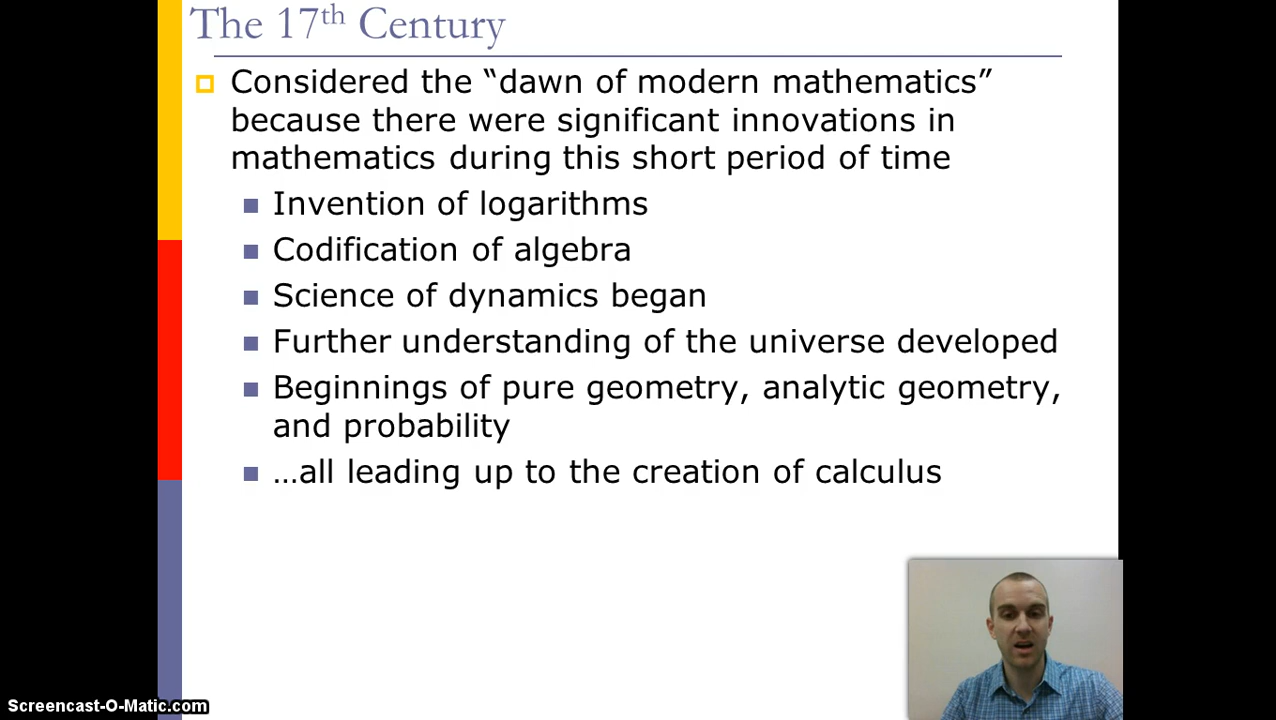 The 17th Century
Considered the “dawn of modern mathematics”
because there were significant innovations in
mathematics during this short period of time
Invention of logarithms
Codification of algebra
Science of dynamics began
Further understanding of the universe developed
Beginnings of pure geometry, analytic geometry,
and probability
…all leading up to the creation of calculus
Screencast-O-Matic.com